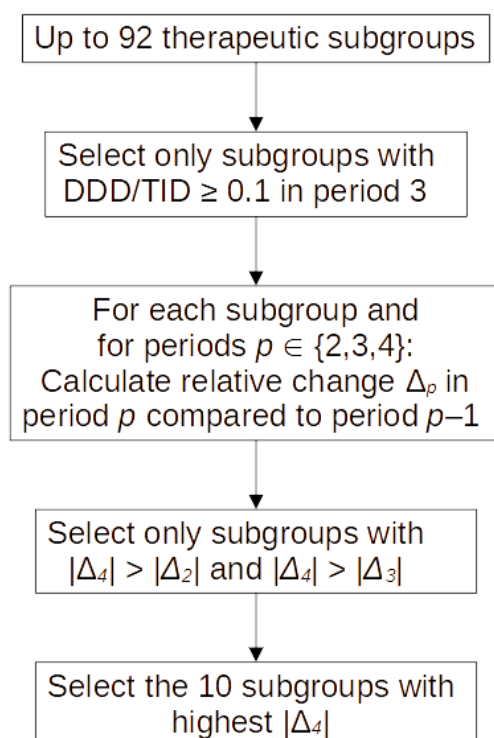 Up to 92 therapeutic subgroups
Select only subgroups with
DDD/TID ≥ 0.1 in period 3
For each subgroup and
for periods p ∈ {2,3,4}:
Calculate relative change Δₚ in
period p compared to period p–1
Select only subgroups with
|Δ₄| > |Δ₂| and |Δ₄| > |Δ₃|
Select the 10 subgroups with
highest |Δ₄|